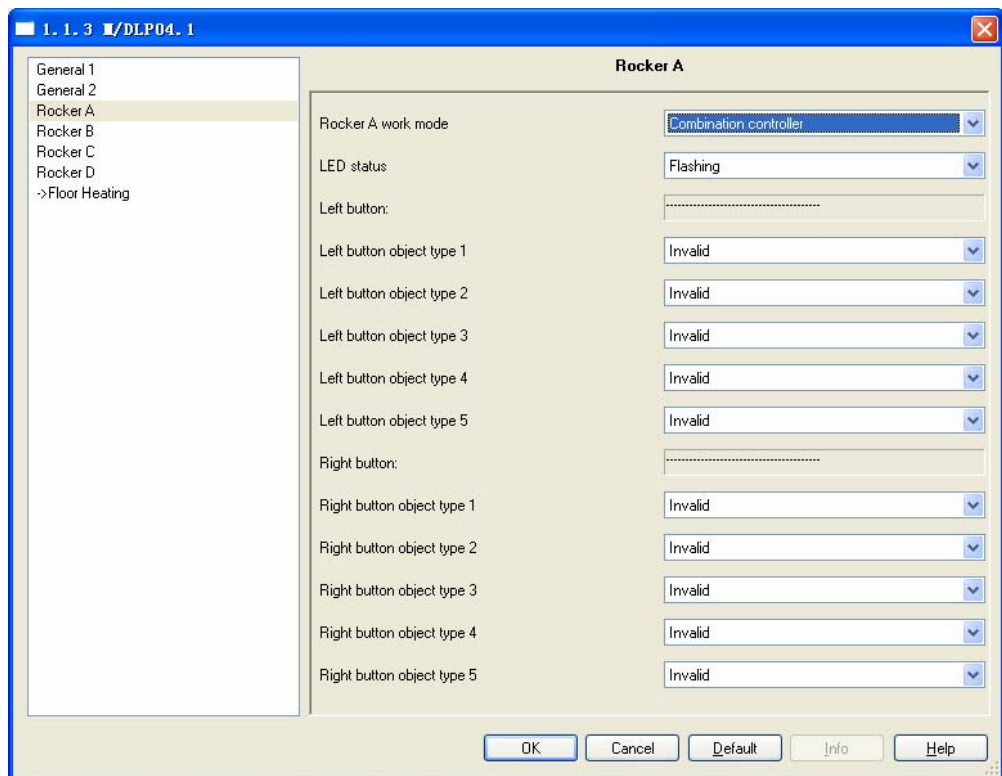 1.1.3 M/DLP04.1
General 1
General 2
Rocker A
Rocker B
Rocker C
Rocker D
->Floor Heating
Rocker A
Rocker A work mode Combination controller
LED status Flashing
Left button: ---------------------------------------
Left button object type 1 Invalid
Left button object type 2 Invalid
Left button object type 3 Invalid
Left button object type 4 Invalid
Left button object type 5 Invalid
Right button: ---------------------------------------
Right button object type 1 Invalid
Right button object type 2 Invalid
Right button object type 3 Invalid
Right button object type 4 Invalid
Right button object type 5 Invalid
OK Cancel Default Info Help